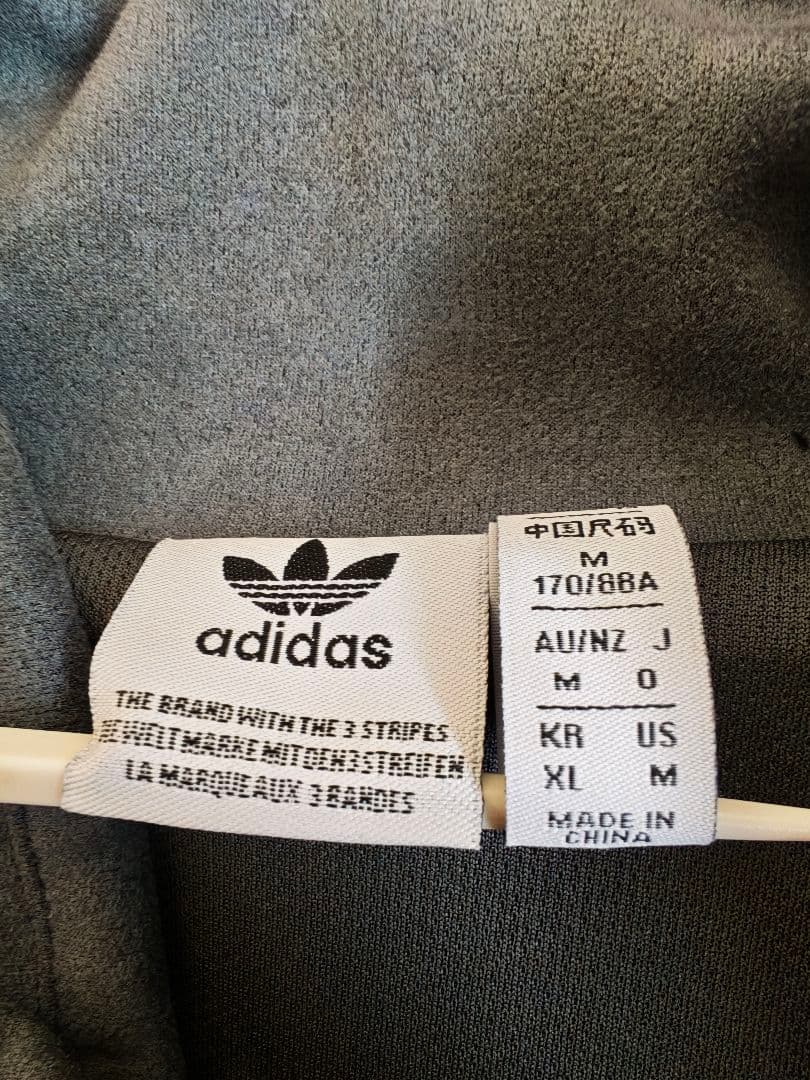 adidas
THE BRAND WITH THE 3 STRIPES
DIE WELTMARKE MIT DEN 3 STREIFEN
LA MARQUE AUX 3 BANDES
中国尺码
M
170/88A
AU/NZ J
M O
KR US
XL M
MADE IN
CHINA